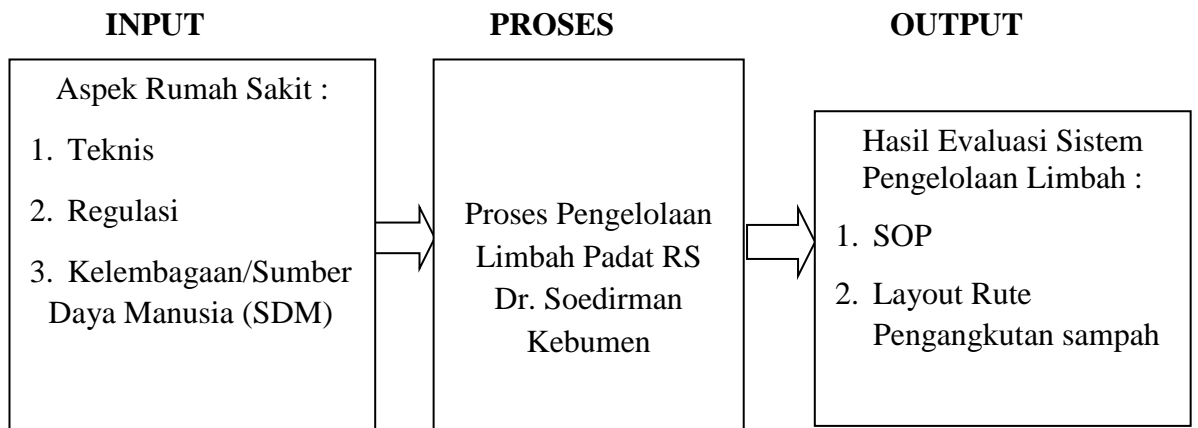 INPUT
PROSES
OUTPUT
Aspek Rumah Sakit :
1. Teknis
2. Regulasi
3. Kelembagaan/Sumber
Daya Manusia (SDM)
Proses Pengelolaan
Limbah Padat RS
Dr. Soedirman
Kebumen
Hasil Evaluasi Sistem
Pengelolaan Limbah :
1. SOP
2. Layout Rute
Pengangkutan sampah